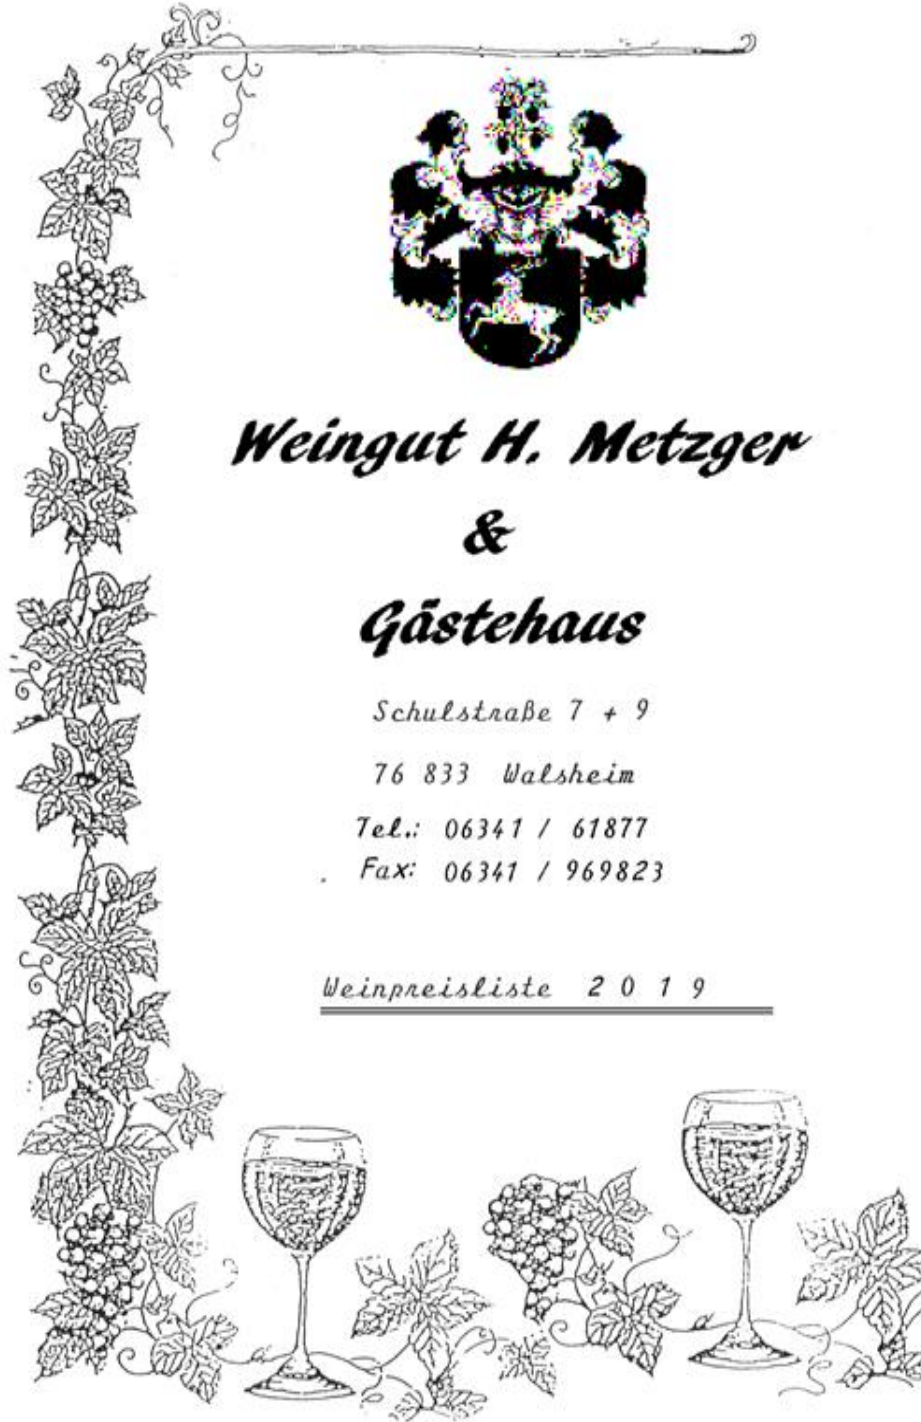 Weingut H. Metzger
&
Gästehaus
Schulstraße 7 + 9
76 833 Walsheim
Tel.: 06341 / 61877
Fax: 06341 / 969823
Weinpreisliste 2 0 1 9